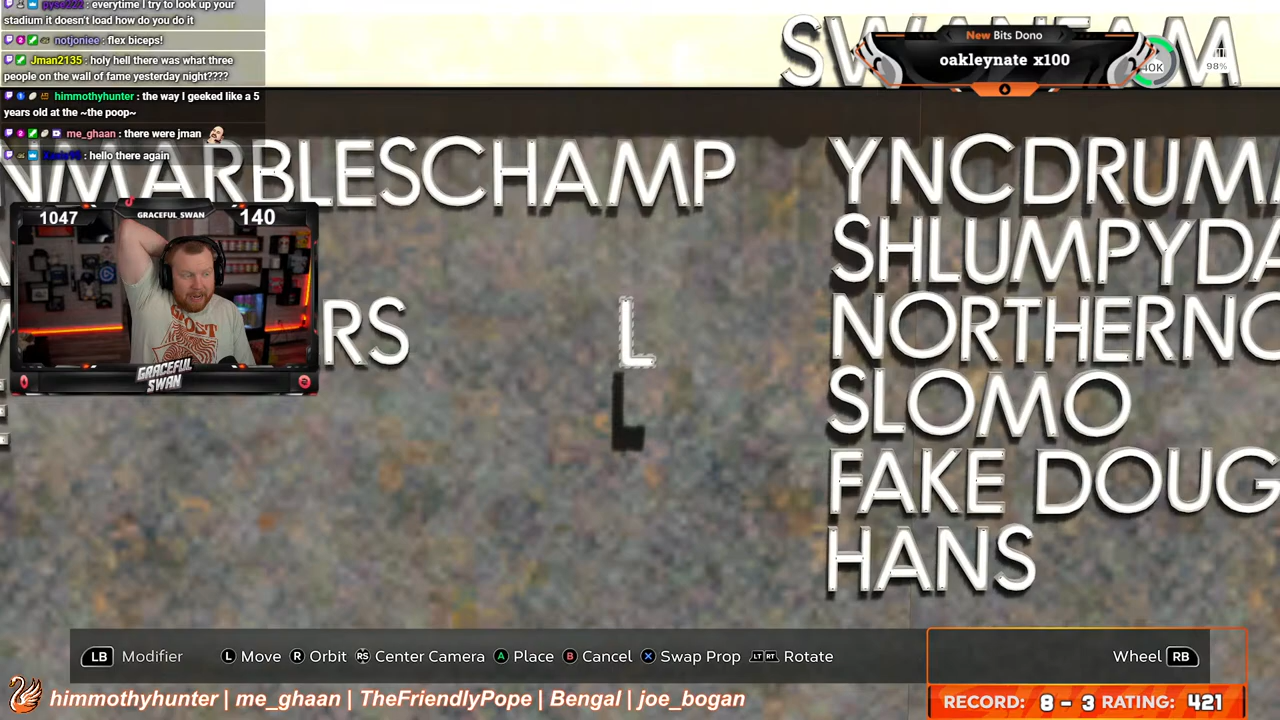 pyse222 : everytime I try to look up your
stadium it doesn't load how do you do it
notjoniee : flex biceps!
Jman2135 : holy hell there was what three
people on the wall of fame yesterday night????
himmothyhunter : the way I geeked like a 5
years old at the ~the poop~
me_ghaan : there were jman
: hello there again
New Bits Dono
oakleynate x100
10K
98%
NMARBLESCHAMP
RS
L
YNCDRUM
SHLUMPYDA
NORTHERNC
SLOMO
FAKE DOUG
HANS
1047
GRACEFUL_SWAN
140
GHOST
GRACEFUL
SWAN
LB Modifier
L Move
R Orbit
RS Center Camera
A Place
B Cancel
X Swap Prop
LT RT Rotate
Wheel RB
himmothyhunter | me_ghaan | TheFriendlyPope | Bengal | joe_bogan
RECORD: 8 - 3 RATING: 421